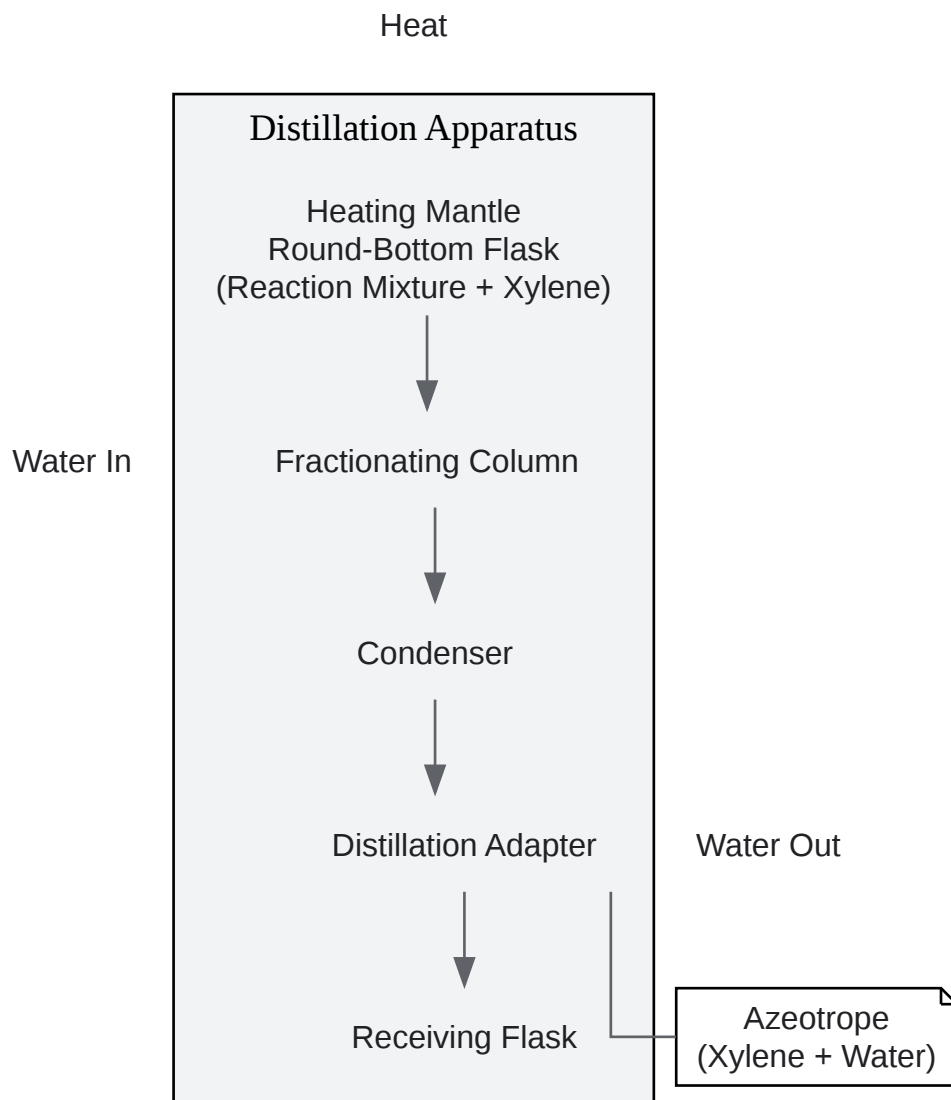 Heat
Distillation Apparatus
Heating Mantle
Round-Bottom Flask
(Reaction Mixture + Xylene)
Water In
Fractionating Column
Condenser
Distillation Adapter
Water Out
Receiving Flask
Azeotrope
(Xylene + Water)